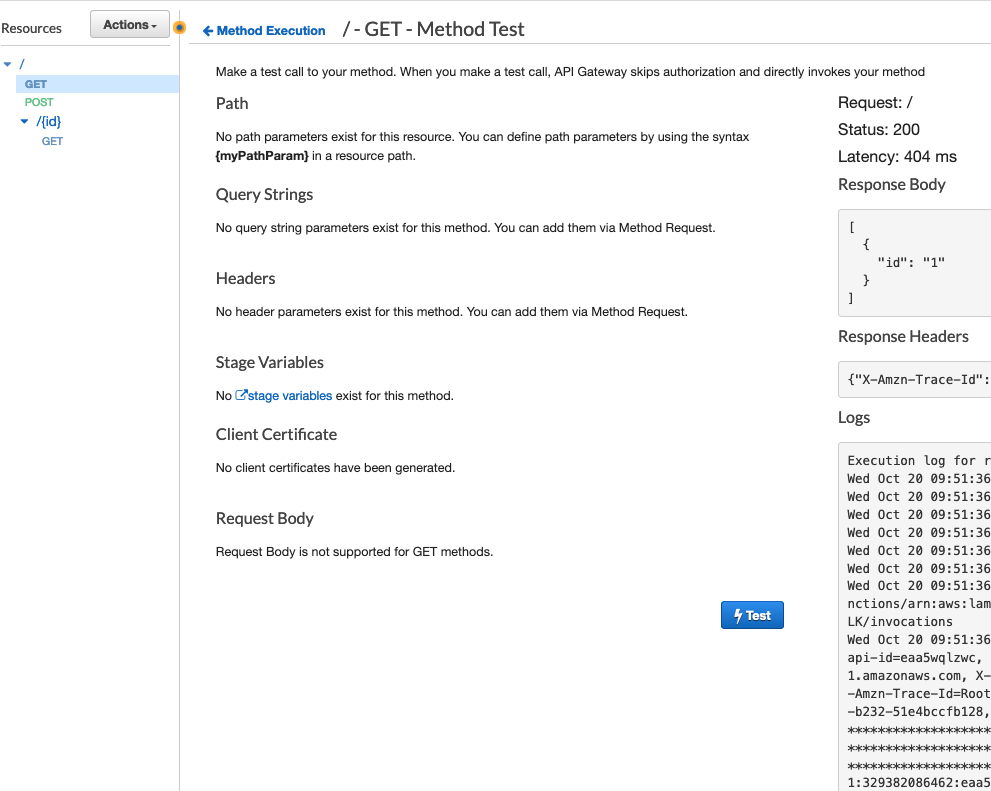 Resources
Actions
/
GET
POST
/{id}
GET
Method Execution / - GET - Method Test
Make a test call to your method. When you make a test call, API Gateway skips authorization and directly invokes your method
Path
No path parameters exist for this resource. You can define path parameters by using the syntax
{myPathParam} in a resource path.
Query Strings
No query string parameters exist for this method. You can add them via Method Request.
Headers
No header parameters exist for this method. You can add them via Method Request.
Stage Variables
No stage variables exist for this method.
Client Certificate
No client certificates have been generated.
Request Body
Request Body is not supported for GET methods.
Test
Request: /
Status: 200
Latency: 404 ms
Response Body
[
{
"id": "1"
}
]
Response Headers
{"X-Amzn-Trace-Id":
Logs
Execution log for r
Wed Oct 20 09:51:36
Wed Oct 20 09:51:36
Wed Oct 20 09:51:36
Wed Oct 20 09:51:36
Wed Oct 20 09:51:36
Wed Oct 20 09:51:36
Wed Oct 20 09:51:36
nctions/arn:aws:lam
LK/invocations
Wed Oct 20 09:51:36
api-id=eaa5wqlzwc,
1.amazonaws.com, X-
-Amzn-Trace-Id=Root
-b232-51e4bccfb128,
*******************
*******************
*******************
1:329382086462:eaa5